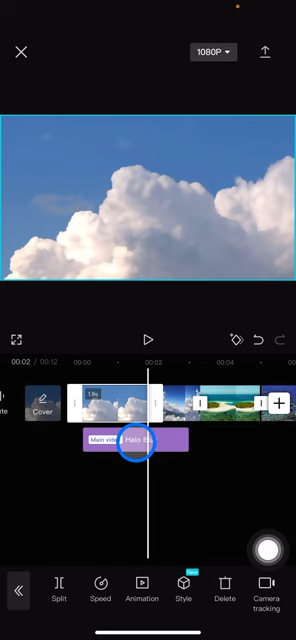 1080P
00:02 / 00:12
00:00
00:02
00:04
Cover
1.9s
Main video
Halo Bl
New
Split
Speed
Animation
Style
Delete
Camera
tracking